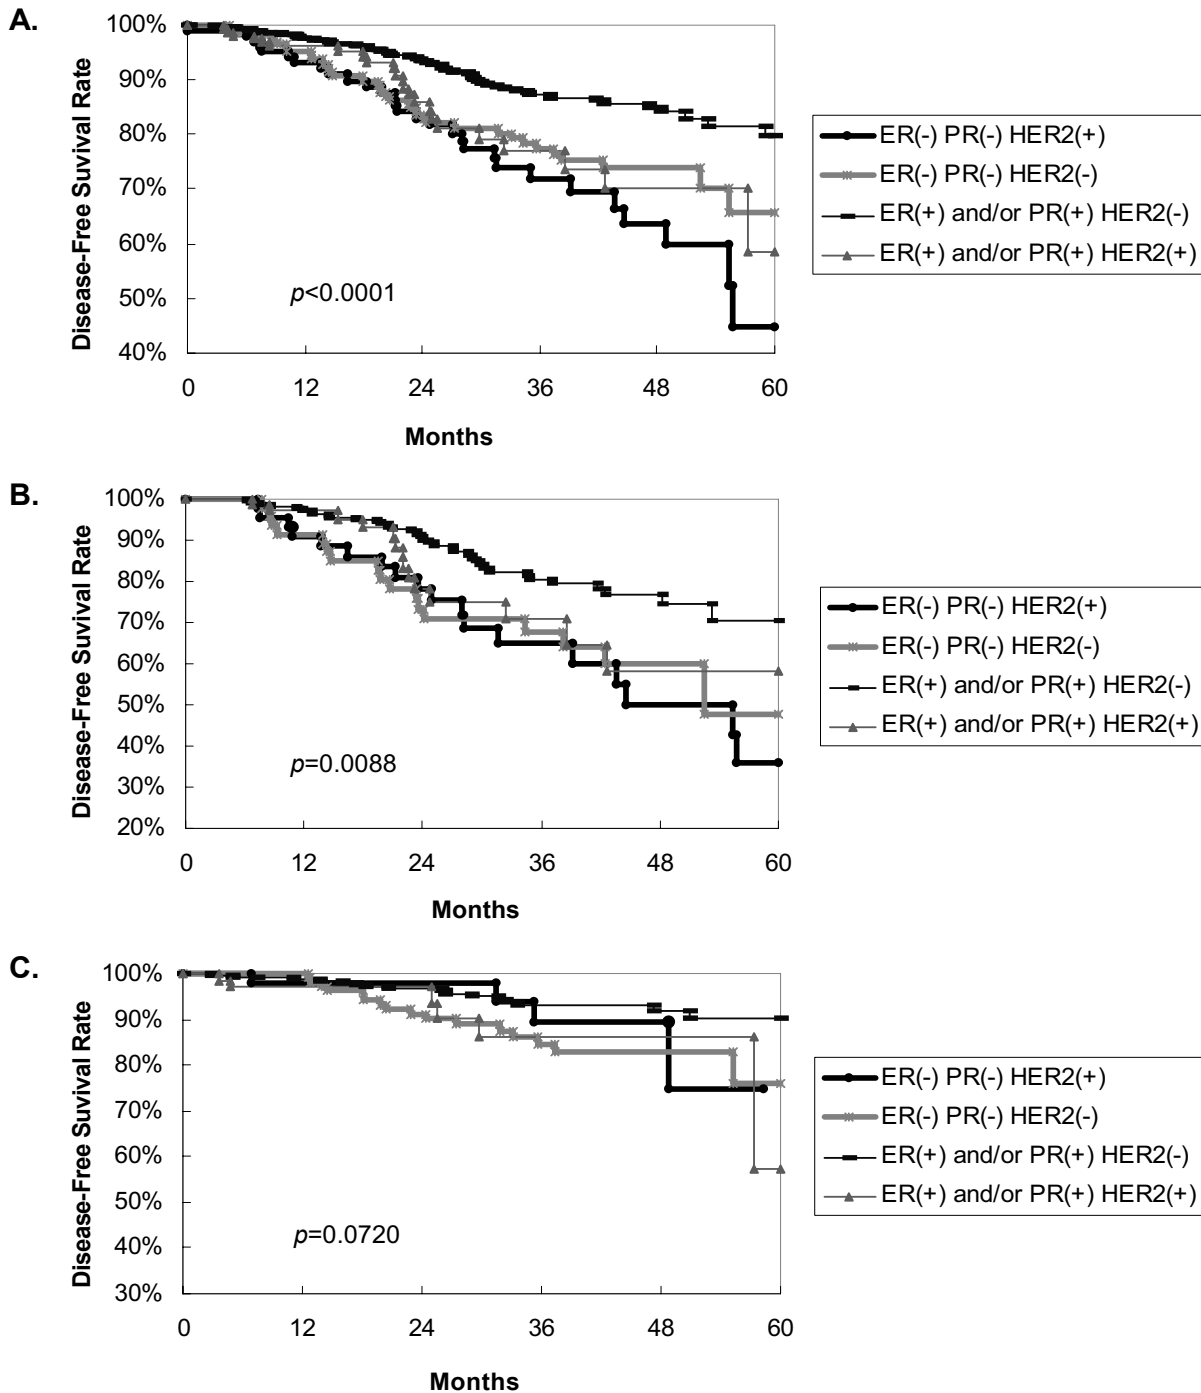 A.
Disease-Free Suvival Rate
100%
90%
80%
70%
60%
50%
40%
p<0.0001
0 12 24 36 48 60
Months
ER(-) PR(-) HER2(+)
ER(-) PR(-) HER2(-)
ER(+) and/or PR(+) HER2(-)
ER(+) and/or PR(+) HER2(+)
B.
Disease-Free Suvival Rate
100%
90%
80%
70%
60%
50%
40%
30%
20%
p=0.0088
0 12 24 36 48 60
Months
ER(-) PR(-) HER2(+)
ER(-) PR(-) HER2(-)
ER(+) and/or PR(+) HER2(-)
ER(+) and/or PR(+) HER2(+)
C.
Disease-Free Suvival Rate
100%
90%
80%
70%
60%
50%
40%
30%
p=0.0720
0 12 24 36 48 60
Months
ER(-) PR(-) HER2(+)
ER(-) PR(-) HER2(-)
ER(+) and/or PR(+) HER2(-)
ER(+) and/or PR(+) HER2(+)